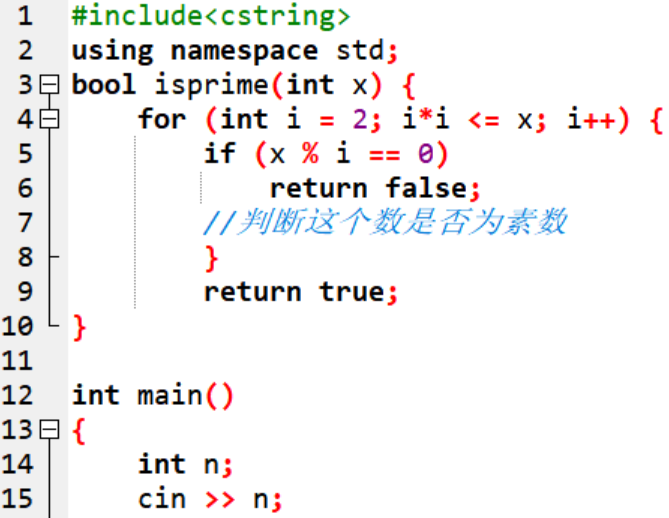 1 #include<cstring>
2 using namespace std;
3 bool isprime(int x) {
4 for (int i = 2; i*i <= x; i++) {
5 if (x % i == 0)
6 return false;
7 //判断这个数是否为素数
8 }
9 return true;
10 }
11
12 int main()
13 {
14 int n;
15 cin >> n;